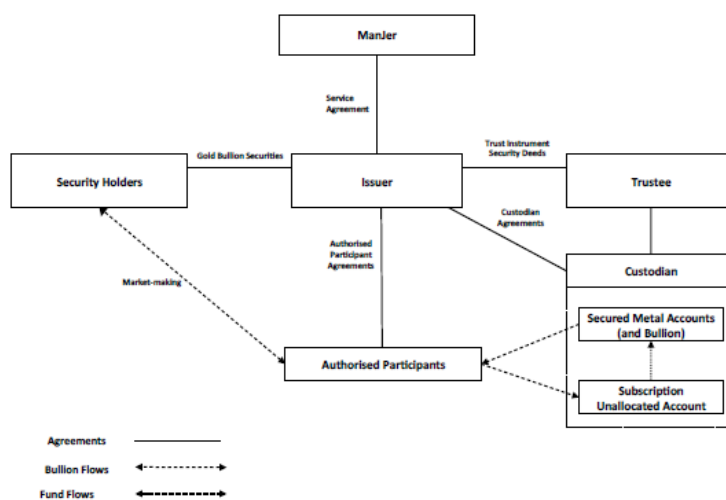 ManJer
Service
Agreement
Gold Bullion Securities
Trust Instrument
Security Deeds
Security Holders
Issuer
Trustee
Custodian
Agreements
Authorised
Participant
Agreements
Custodian
Market-making
Secured Metal Accounts
(and Bullion)
Authorised Participants
Subscription
Unallocated Account
Agreements
Bullion Flows
Fund Flows